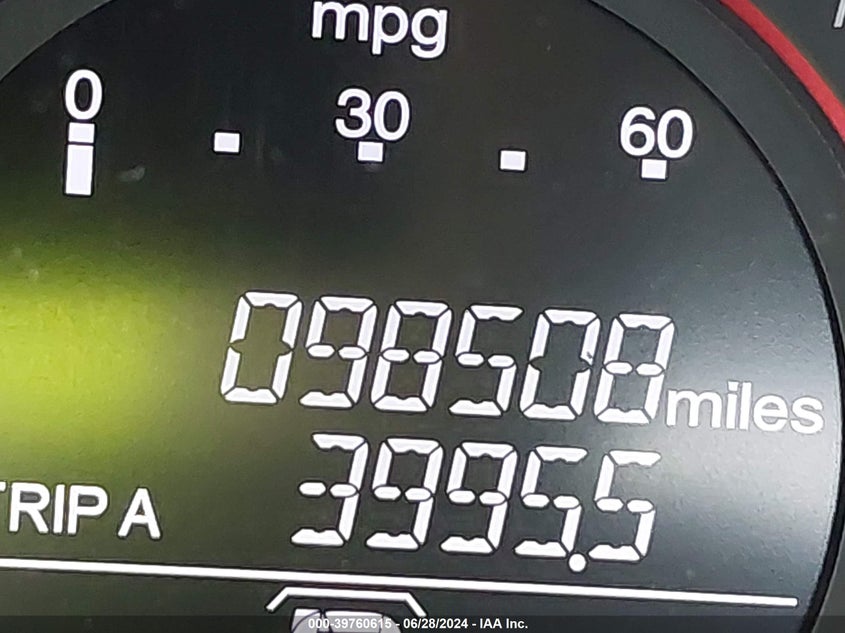 mpg
0 30 60
098508 miles
TRIP A 3995.5
000-39760615 - 06/28/2024 - IAA Inc.